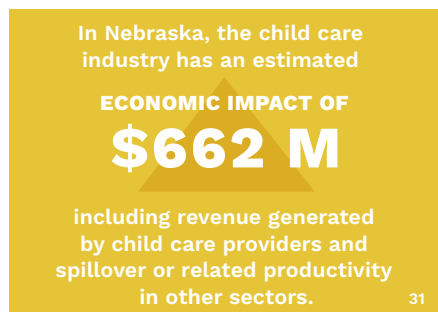 In Nebraska, the child care
industry has an estimated
ECONOMIC IMPACT OF
$662 M
including revenue generated
by child care providers and
spillover or related productivity
in other sectors.
31